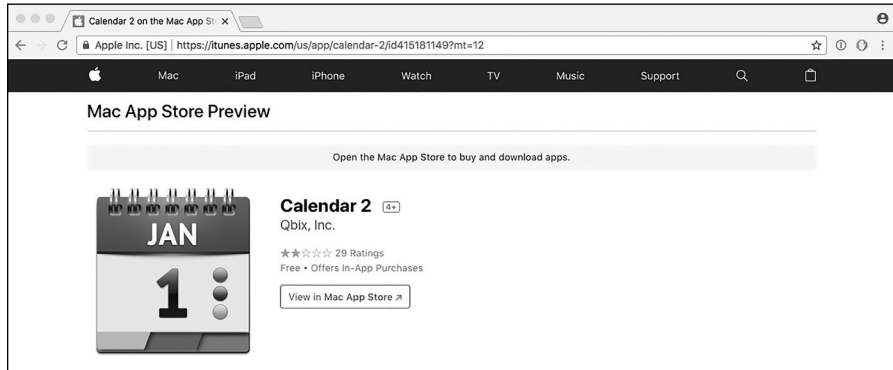 Calendar 2 on the Mac App Sto
Apple Inc. [US] | https://itunes.apple.com/us/app/calendar-2/id415181149?mt=12
Mac iPad iPhone Watch TV Music Support
Mac App Store Preview
Open the Mac App Store to buy and download apps.
Calendar 2 4+
Qbix, Inc.
JAN
29 Ratings
Free • Offers In-App Purchases
1
View in Mac App Store ↗